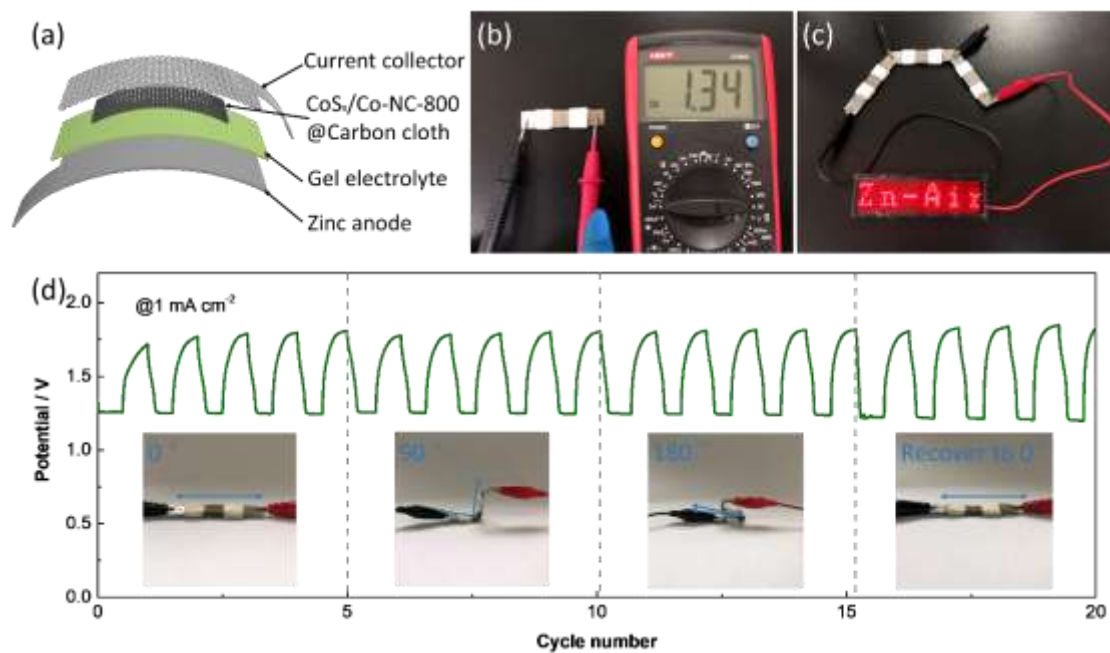 (a)
Current collector
CoSₓ/Co-NC-800
@Carbon cloth
Gel electrolyte
Zinc anode
(b)
UNI-T
1.34
(c)
Zn-Air
(d)
@1 mA cm⁻²
Potential / V
2.0
1.5
1.0
0.5
0.0
0 °
90 °
180 °
Recover to 0 °
0
5
10
15
20
Cycle number